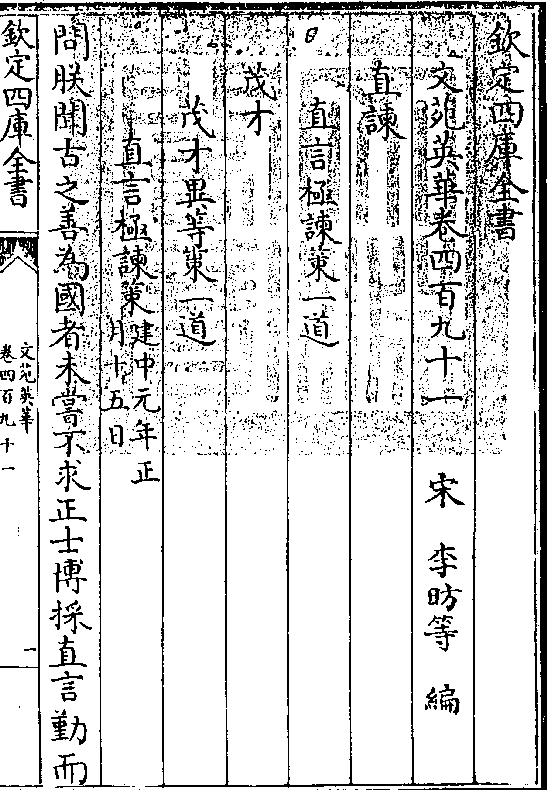 欽定四庫全書
文苑英華卷四百九十一 宋 李昉等 編
直諫
直言極諫策一道
茂才
茂才異等策一道
直言極諫策建中元年正月十五日
問朕聞古之善為國者未嘗不求正士博採直言勤而
欽定四庫全書
文苑英華
卷四百九十一
一